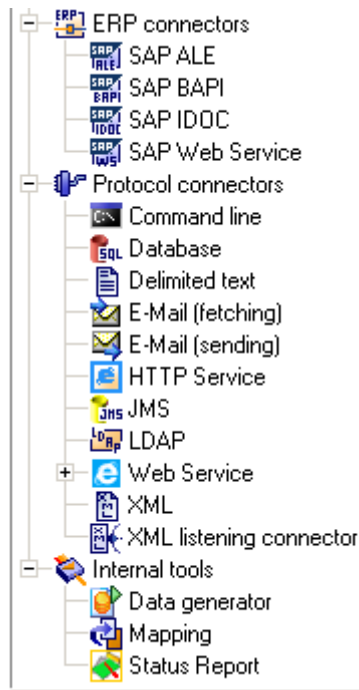 ERP connectors
SAP ALE
SAP BAPI
SAP IDOC
SAP Web Service
Protocol connectors
Command line
Database
Delimited text
E-Mail (fetching)
E-Mail (sending)
HTTP Service
JMS
LDAP
Web Service
XML
XML listening connector
Internal tools
Data generator
Mapping
Status Report